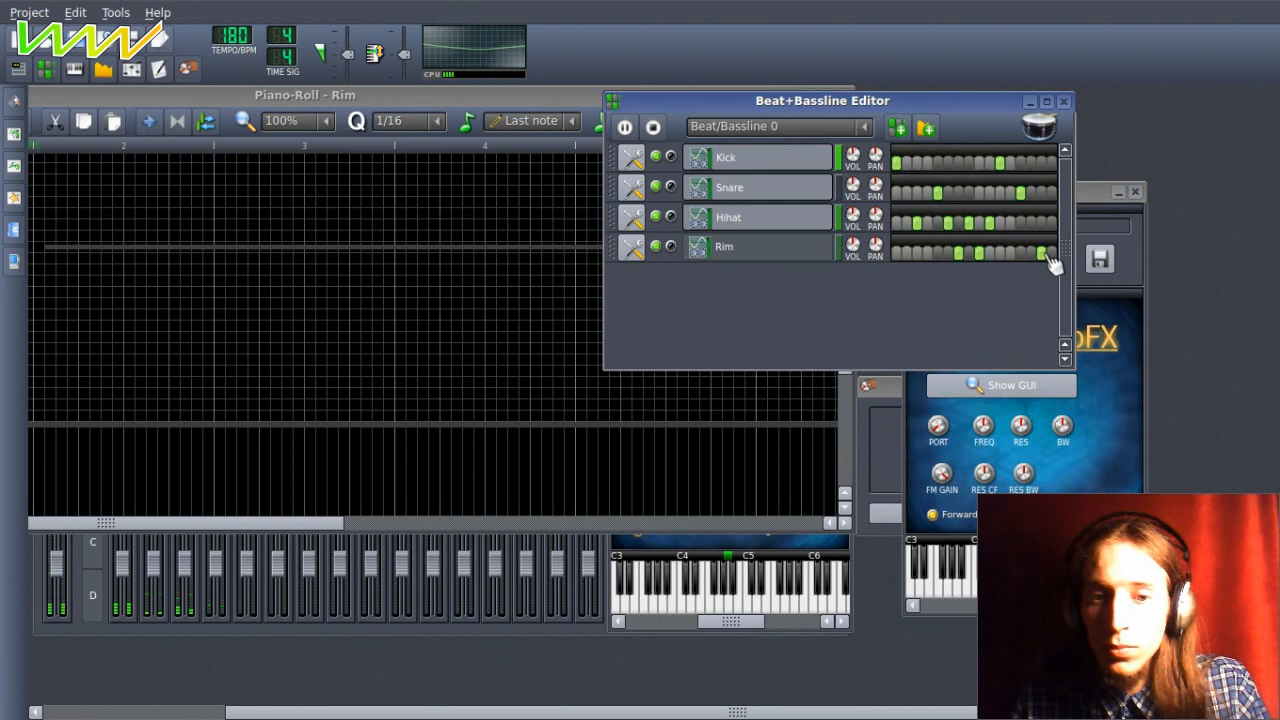 Project Edit Tools Help
180
TEMPO/BPM
4
4
TIME SIG
CPU
Piano-Roll - Rim
100%
Q
1/16
Last note
2
3
4
Beat+Bassline Editor
Beat/Bassline 0
Kick
VOL PAN
Snare
VOL PAN
Hihat
VOL PAN
Rim
VOL PAN
FX
Show GUI
PORT FREQ RES BW
FM GAIN RES CF RES BW
Forward
C
D
C3 C4 C5 C6
C3